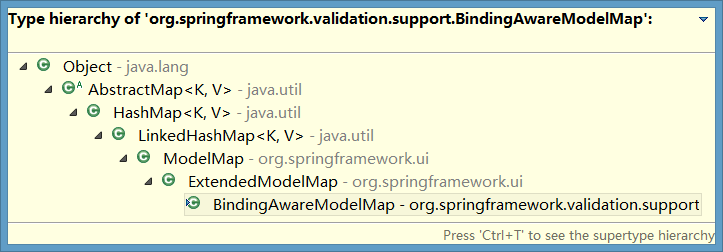 Type hierarchy of 'org.springframework.validation.support.BindingAwareModelMap':
Object - java.lang
A AbstractMap<K, V> - java.util
HashMap<K, V> - java.util
LinkedHashMap<K, V> - java.util
ModelMap - org.springframework.ui
ExtendedModelMap - org.springframework.ui
BindingAwareModelMap - org.springframework.validation.support
Press 'Ctrl+T' to see the supertype hierarchy